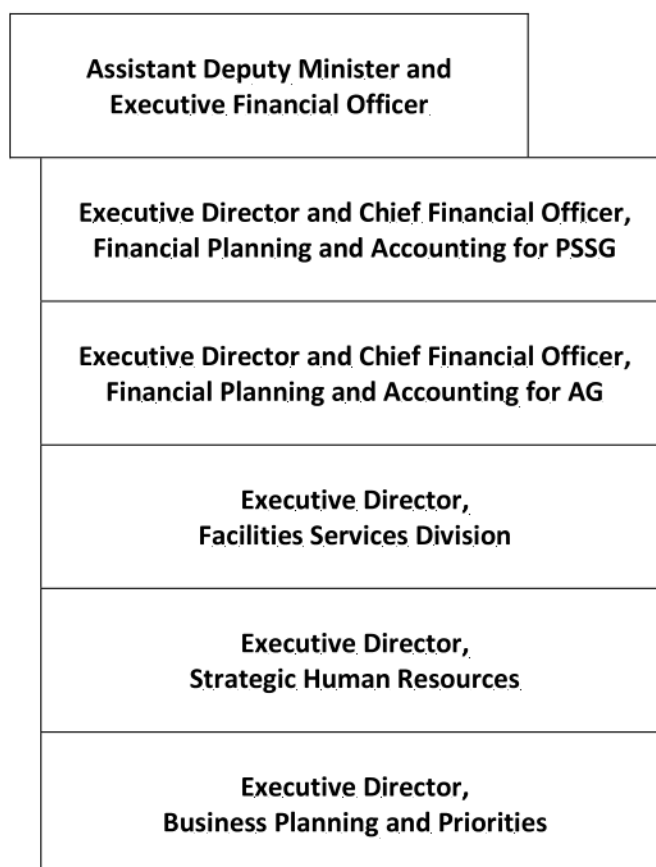 Assistant Deputy Minister and
Executive Financial Officer
Executive Director and Chief Financial Officer,
Financial Planning and Accounting for PSSG
Executive Director and Chief Financial Officer,
Financial Planning and Accounting for AG
Executive Director,
Facilities Services Division
Executive Director,
Strategic Human Resources
Executive Director,
Business Planning and Priorities